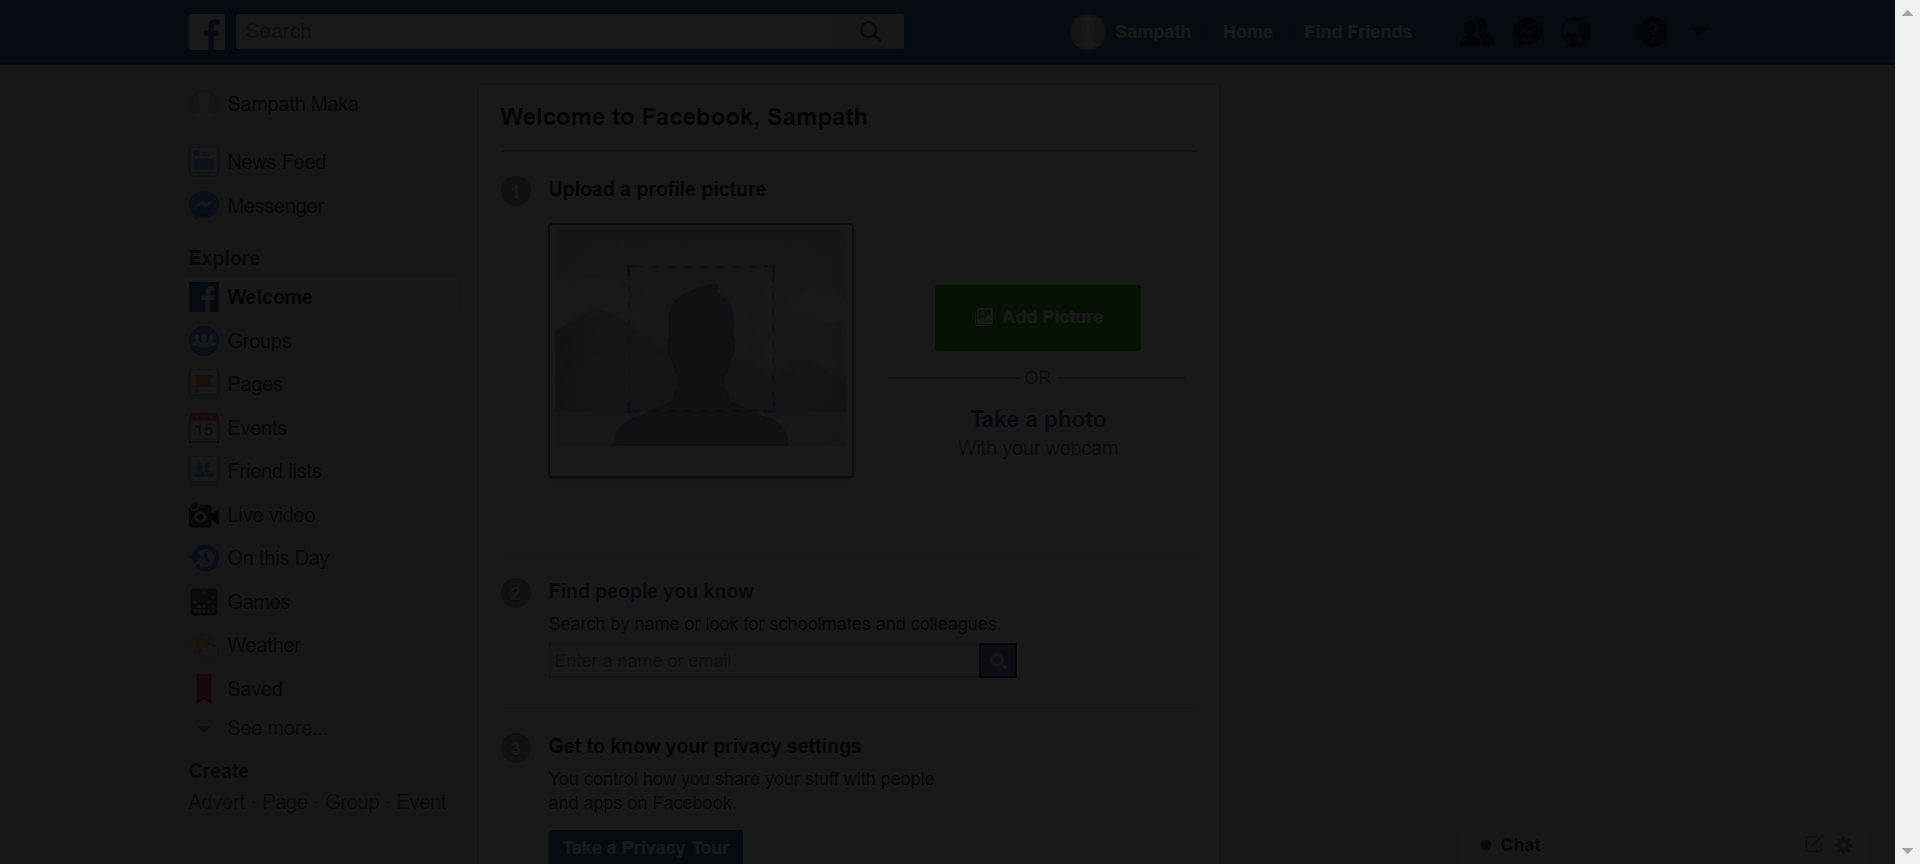 Search
Sampath
Home
Find Friends
Sampath Maka
News Feed
Messenger
Explore
Welcome
Groups
Pages
15
Events
Friend lists
Live video
On this Day
Games
Weather
Saved
See more...
Create
Advert · Page · Group · Event
Welcome to Facebook, Sampath
1
Upload a profile picture
Add Picture
OR
Take a photo
With your webcam
2
Find people you know
Search by name or look for schoolmates and colleagues.
Enter a name or email
3
Get to know your privacy settings
You control how you share your stuff with people
and apps on Facebook.
Take a Privacy Tour
Chat